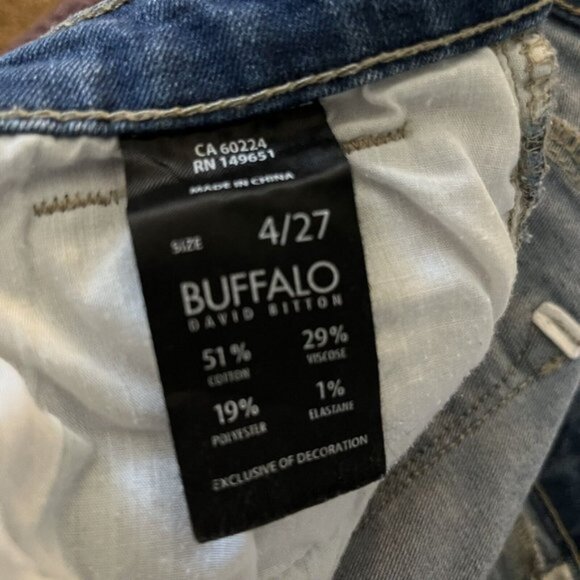 CA 60224
RN 149651
MADE IN CHINA
SIZE 4/27
BUFFALO
DAVID BITTON
51% 29%
COTTON VISCOSE
19% 1%
POLYESTER ELASTANE
EXCLUSIVE OF DECORATION